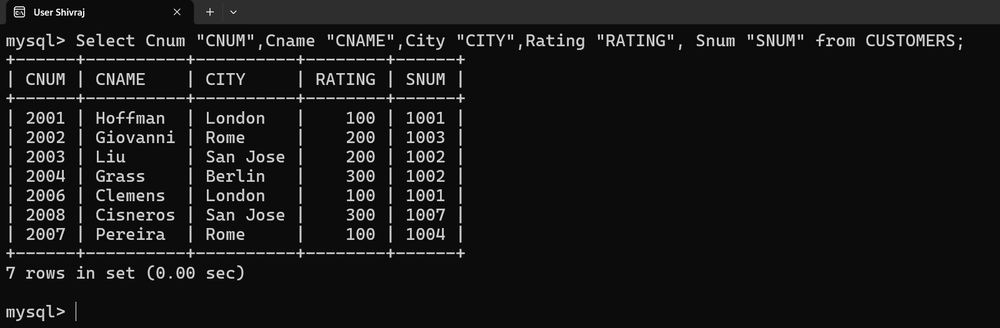 User Shivraj
mysql> Select Cnum "CNUM",Cname "CNAME",City "CITY",Rating "RATING", Snum "SNUM" from CUSTOMERS;
+------+----------+----------+--------+------+
| CNUM | CNAME    | CITY     | RATING | SNUM |
+------+----------+----------+--------+------+
| 2001 | Hoffman  | London   |    100 | 1001 |
| 2002 | Giovanni | Rome     |    200 | 1003 |
| 2003 | Liu      | San Jose |    200 | 1002 |
| 2004 | Grass    | Berlin   |    300 | 1002 |
| 2006 | Clemens  | London   |    100 | 1001 |
| 2008 | Cisneros | San Jose |    300 | 1007 |
| 2007 | Pereira  | Rome     |    100 | 1004 |
+------+----------+----------+--------+------+
7 rows in set (0.00 sec)
mysql>